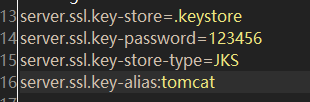 13 server.ssl.key-store=.keystore
14 server.ssl.key-password=123456
15 server.ssl.key-store-type=JKS
16 server.ssl.key-alias:tomcat